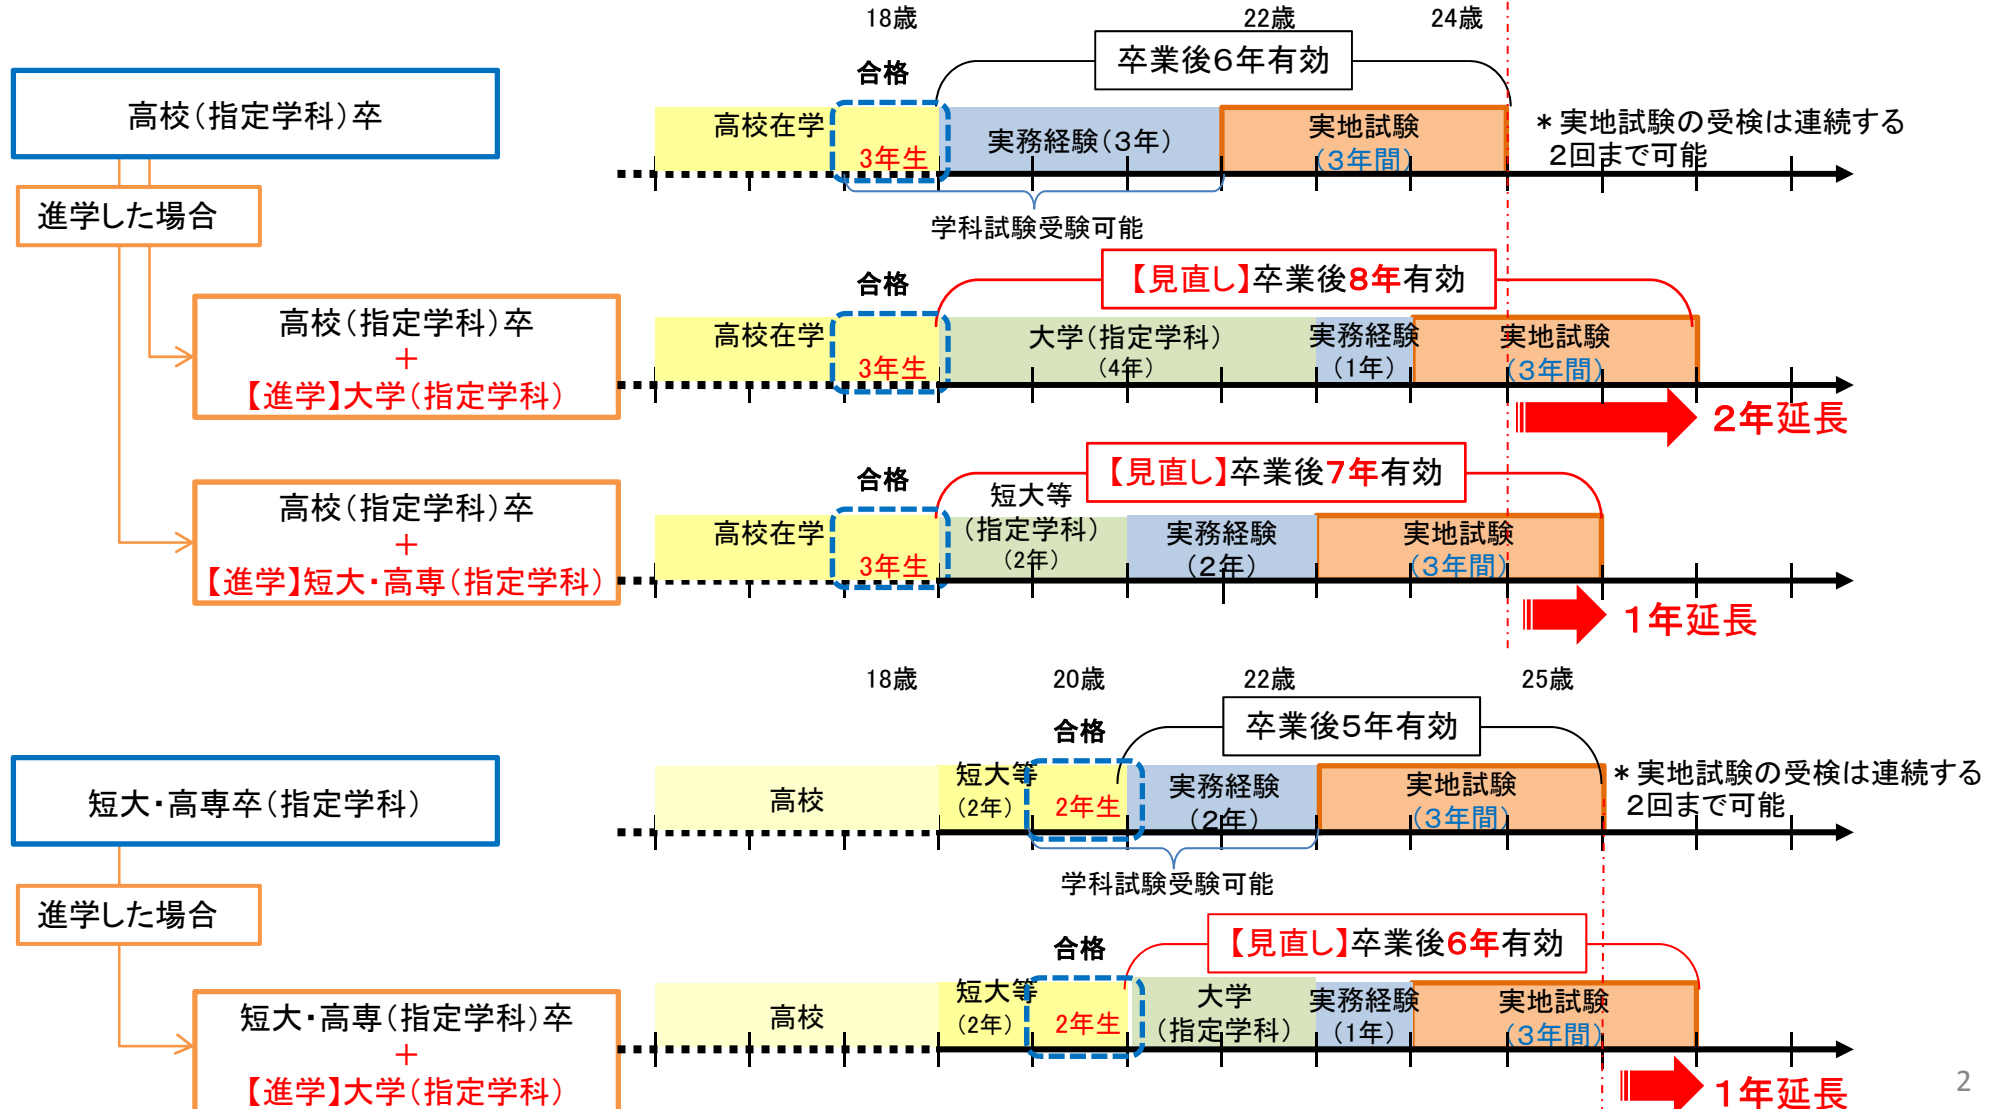 18歳
22歳
24歳
合格
卒業後６年有効
高校（指定学科）卒
高校在学
3年生
実務経験（3年）
実地試験
（3年間）
＊実地試験の受検は連続する
2回まで可能
進学した場合
学科試験受験可能
合格
【見直し】卒業後8年有効
高校（指定学科）卒
＋
【進学】大学（指定学科）
高校在学
3年生
大学（指定学科）
（4年）
実務経験
（1年）
実地試験
（3年間）
2年延長
合格
【見直し】卒業後7年有効
高校（指定学科）卒
＋
【進学】短大・高専（指定学科）
高校在学
3年生
短大等
（指定学科）
（2年）
実務経験
（2年）
実地試験
（3年間）
1年延長
18歳
20歳
22歳
25歳
合格
卒業後5年有効
短大・高専卒（指定学科）
高校
短大等
（2年）
2年生
実務経験
（2年）
実地試験
（3年間）
＊実地試験の受検は連続する
2回まで可能
進学した場合
学科試験受験可能
合格
【見直し】卒業後6年有効
短大・高専（指定学科）卒
＋
【進学】大学（指定学科）
高校
短大等
（2年）
2年生
大学
（指定学科）
実務経験
（1年）
実地試験
（3年間）
1年延長
2